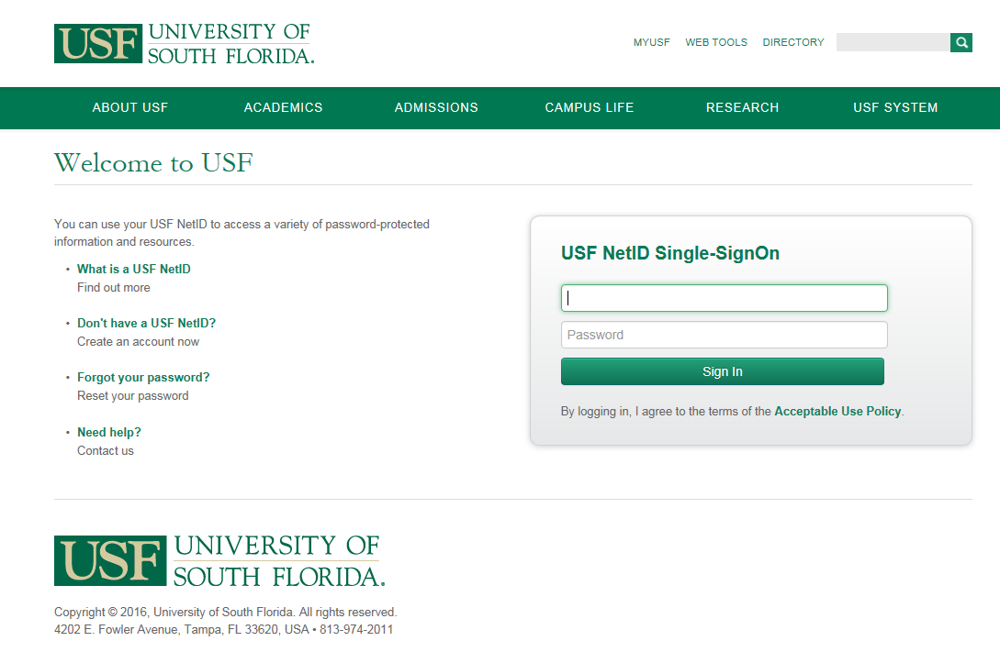 USF UNIVERSITY OF
SOUTH FLORIDA.
MYUSF WEB TOOLS DIRECTORY
ABOUT USF ACADEMICS ADMISSIONS CAMPUS LIFE RESEARCH USF SYSTEM
Welcome to USF
You can use your USF NetID to access a variety of password-protected
information and resources.
• What is a USF NetID
Find out more
• Don't have a USF NetID?
Create an account now
• Forgot your password?
Reset your password
• Need help?
Contact us
USF NetID Single-SignOn
Password
Sign In
By logging in, I agree to the terms of the Acceptable Use Policy.
USF UNIVERSITY OF
SOUTH FLORIDA.
Copyright © 2016, University of South Florida. All rights reserved.
4202 E. Fowler Avenue, Tampa, FL 33620, USA • 813-974-2011